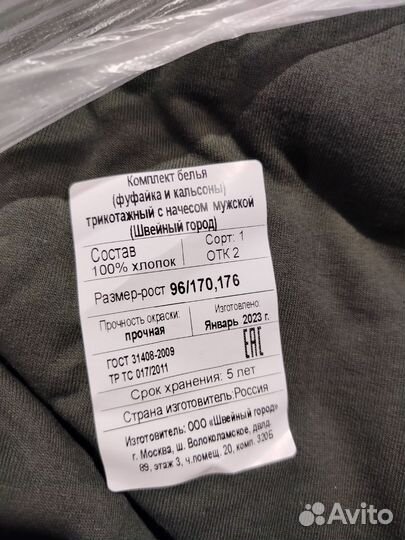 Комплект белья
(фуфайка и кальсоны)
трикотажный с начесом мужской
(Швейный город)
Состав
100% хлопок
Сорт: 1
ОТК 2
Размер-рост 96/170,176
Прочность окраски:
прочная
Изготовлено:
Январь 2023 г.
ГОСТ 31408-2009
ТР ТС 017/2011
ЕАС
Срок хранения: 5 лет
Страна изготовитель:Россия
Изготовитель: ООО «Швейный город»
г. Москва, ш. Волоколамское, двлд.
89, этаж 3, ч.помещ. 20, комп. 320Б
Avito